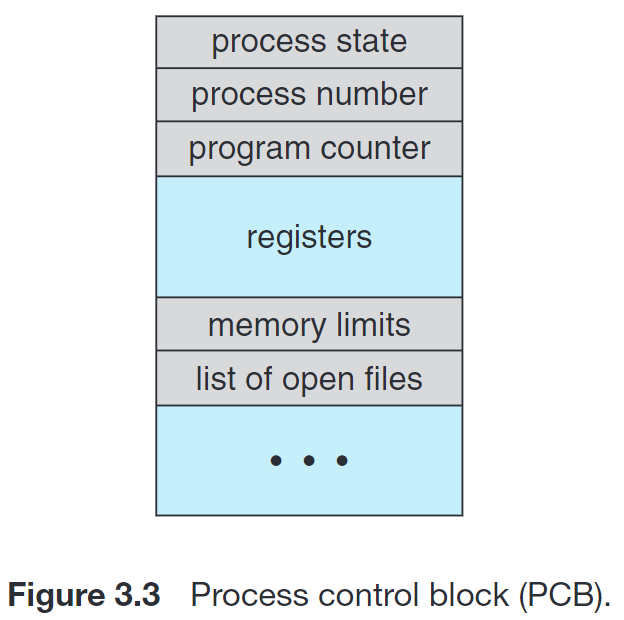 process state
process number
program counter
registers
memory limits
list of open files
• • •
Figure 3.3 Process control block (PCB).